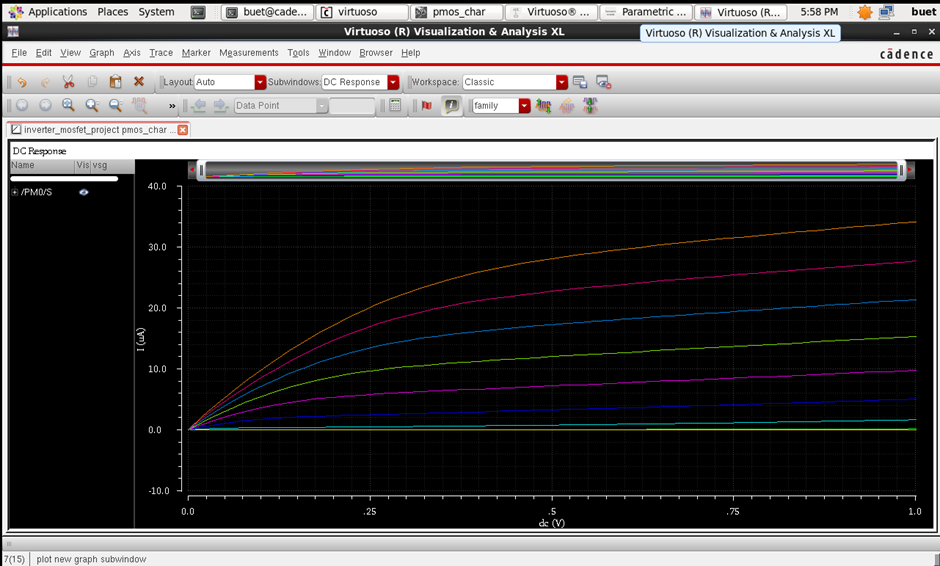 Applications Places System buet@cade... virtuoso pmos_char Virtuoso® ... Parametric ... Virtuoso (R... 5:58 PM buet
Virtuoso (R) Visualization & Analysis XL
Virtuoso (R) Visualization & Analysis XL
File Edit View Graph Axis Trace Marker Measurements Tools Window Browser Help
cādence
Layout: Auto Subwindows: DC Response Workspace: Classic
» Data Point family
inverter_mosfet_project pmos_char ...
DC Response
Name Vis vsg
/PM0/S
40.0
30.0
20.0
10.0
0.0
-10.0
I (uA)
0.0 .25 .5 .75 1.0
dc (V)
7(15) plot new graph subwindow